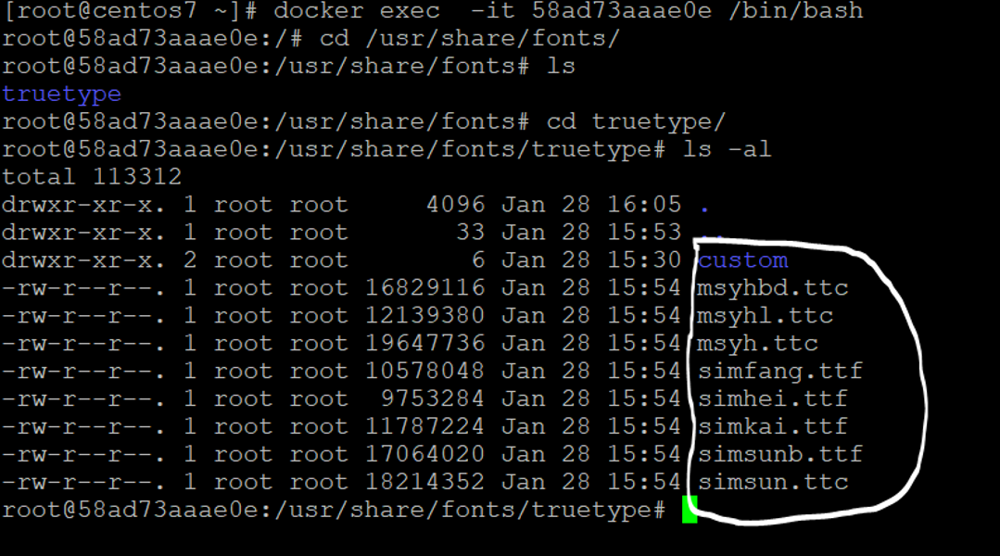 [root@centos7 ~]# docker exec  -it 58ad73aaae0e /bin/bash
root@58ad73aaae0e:/# cd /usr/share/fonts/
root@58ad73aaae0e:/usr/share/fonts# ls
truetype
root@58ad73aaae0e:/usr/share/fonts# cd truetype/
root@58ad73aaae0e:/usr/share/fonts/truetype# ls -al
total 113312
drwxr-xr-x. 1 root root     4096 Jan 28 16:05 .
drwxr-xr-x. 1 root root       33 Jan 28 15:53 ..
drwxr-xr-x. 2 root root        6 Jan 28 15:30 custom
-rw-r--r--. 1 root root 16829116 Jan 28 15:54 msyhbd.ttc
-rw-r--r--. 1 root root 12139380 Jan 28 15:54 msyhl.ttc
-rw-r--r--. 1 root root 19647736 Jan 28 15:54 msyh.ttc
-rw-r--r--. 1 root root 10578048 Jan 28 15:54 simfang.ttf
-rw-r--r--. 1 root root  9753284 Jan 28 15:54 simhei.ttf
-rw-r--r--. 1 root root 11787224 Jan 28 15:54 simkai.ttf
-rw-r--r--. 1 root root 17064020 Jan 28 15:54 simsunb.ttf
-rw-r--r--. 1 root root 18214352 Jan 28 15:54 simsun.ttc
root@58ad73aaae0e:/usr/share/fonts/truetype#